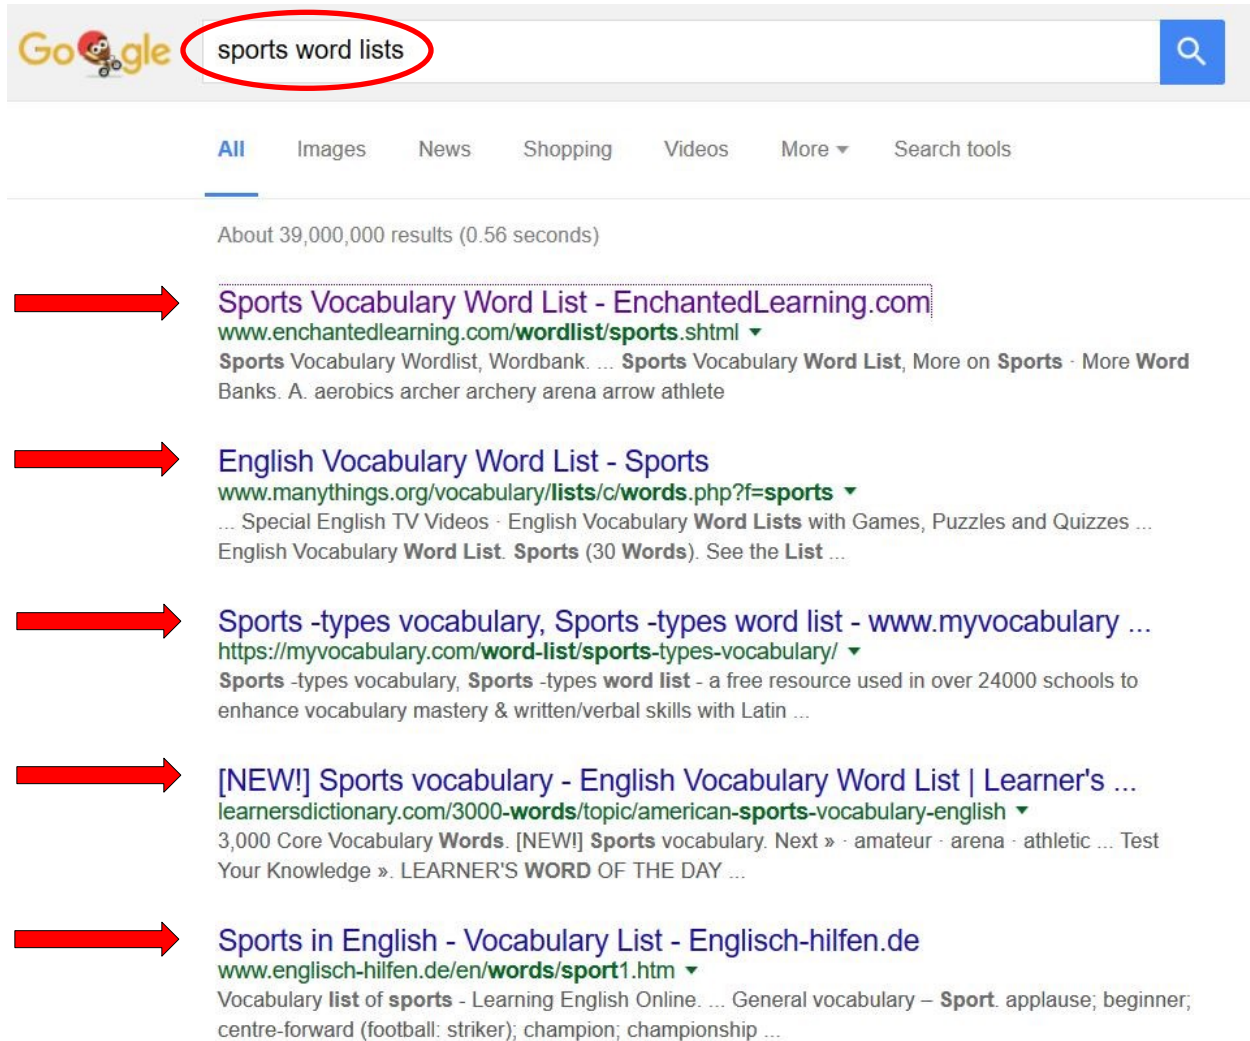 Google
sports word lists
All Images News Shopping Videos More Search tools
About 39,000,000 results (0.56 seconds)
Sports Vocabulary Word List - EnchantedLearning.com
www.enchantedlearning.com/wordlist/sports.shtml
Sports Vocabulary Wordlist, Wordbank. ... Sports Vocabulary Word List, More on Sports · More Word
Banks. A. aerobics archer archery arena arrow athlete
English Vocabulary Word List - Sports
www.manythings.org/vocabulary/lists/c/words.php?f=sports
... Special English TV Videos · English Vocabulary Word Lists with Games, Puzzles and Quizzes ...
English Vocabulary Word List. Sports (30 Words). See the List ...
Sports -types vocabulary, Sports -types word list - www.myvocabulary ...
https://myvocabulary.com/word-list/sports-types-vocabulary/
Sports -types vocabulary, Sports -types word list - a free resource used in over 24000 schools to
enhance vocabulary mastery & written/verbal skills with Latin ...
[NEW!] Sports vocabulary - English Vocabulary Word List | Learner's ...
learnersdictionary.com/3000-words/topic/american-sports-vocabulary-english
3,000 Core Vocabulary Words. [NEW!] Sports vocabulary. Next » · amateur · arena · athletic ... Test
Your Knowledge ». LEARNER'S WORD OF THE DAY ...
Sports in English - Vocabulary List - Englisch-hilfen.de
www.englisch-hilfen.de/en/words/sport1.htm
Vocabulary list of sports - Learning English Online. ... General vocabulary – Sport. applause; beginner;
centre-forward (football: striker); champion; championship ...